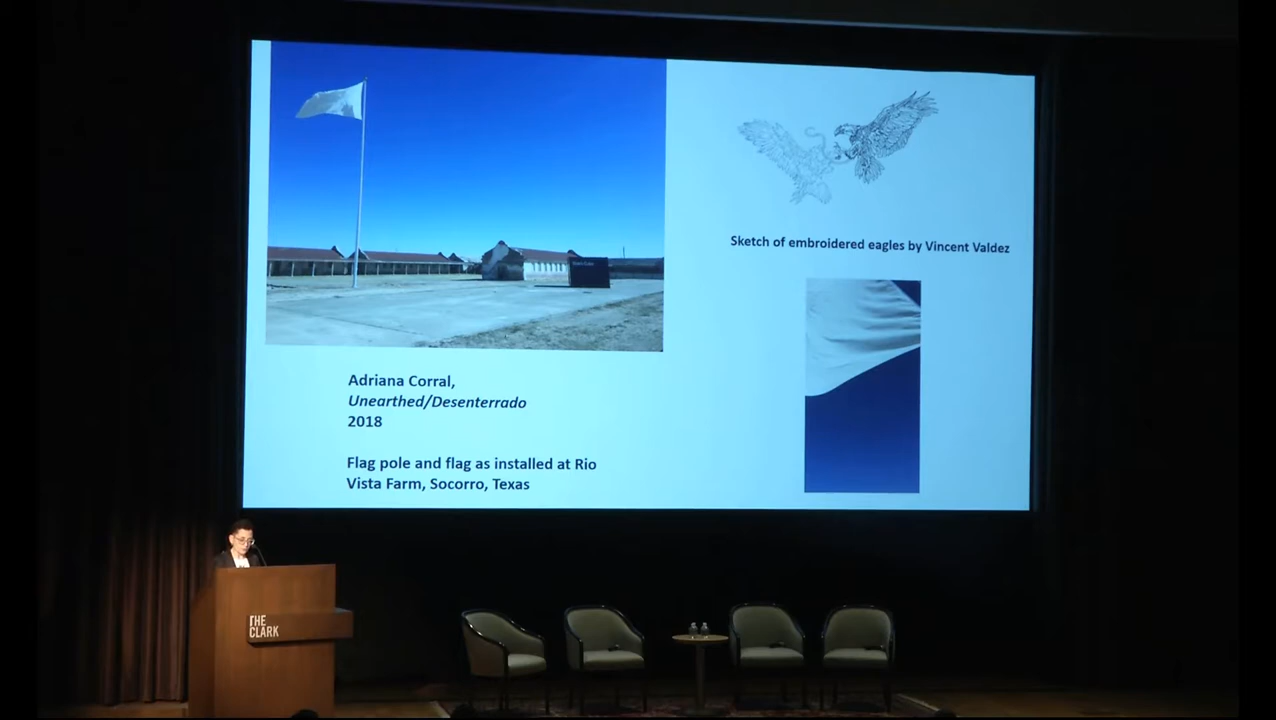 Sketch of embroidered eagles by Vincent Valdez
Adriana Corral,
Unearthed/Desenterrado
2018
Flag pole and flag as installed at Rio
Vista Farm, Socorro, Texas
THE
CLARK